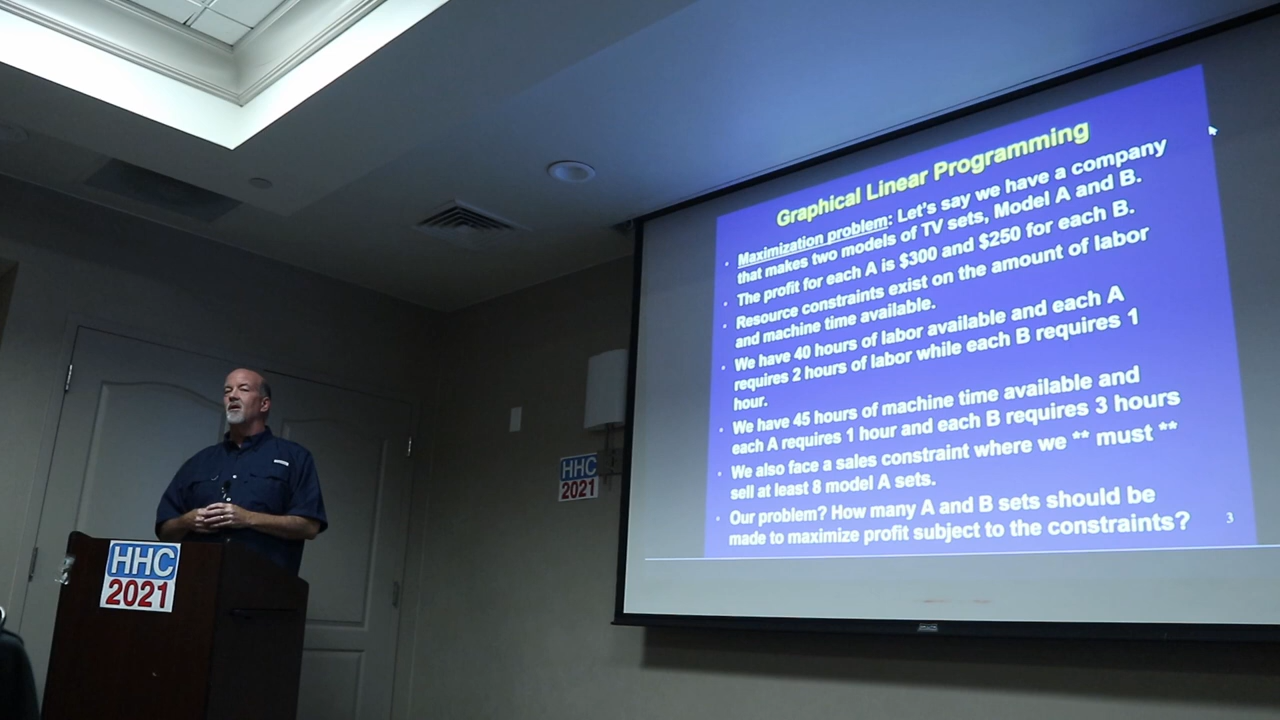 Graphical Linear Programming
• Maximization problem: Let's say we have a company
that makes two models of TV sets, Model A and B.
• The profit for each A is $300 and $250 for each B.
• Resource constraints exist on the amount of labor
and machine time available.
• We have 40 hours of labor available and each A
requires 2 hours of labor while each B requires 1
hour.
• We have 45 hours of machine time available and
each A requires 1 hour and each B requires 3 hours
• We also face a sales constraint where we ** must **
sell at least 8 model A sets.
• Our problem? How many A and B sets should be
made to maximize profit subject to the constraints?
3
HHC
2021
HHC
2021